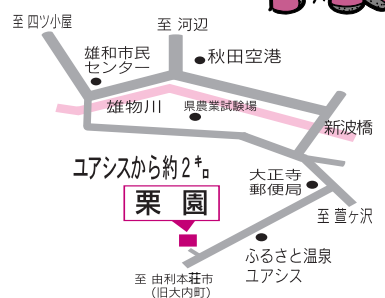 至 四ツ小屋
至 河辺
雄和市民
センター
秋田空港
雄物川
県農業試験場
新波橋
ユアシスから約2㌔
大正寺
郵便局
栗 園
至 萱ヶ沢
ふるさと温泉
ユアシス
至 由利本荘市
(旧大内町)